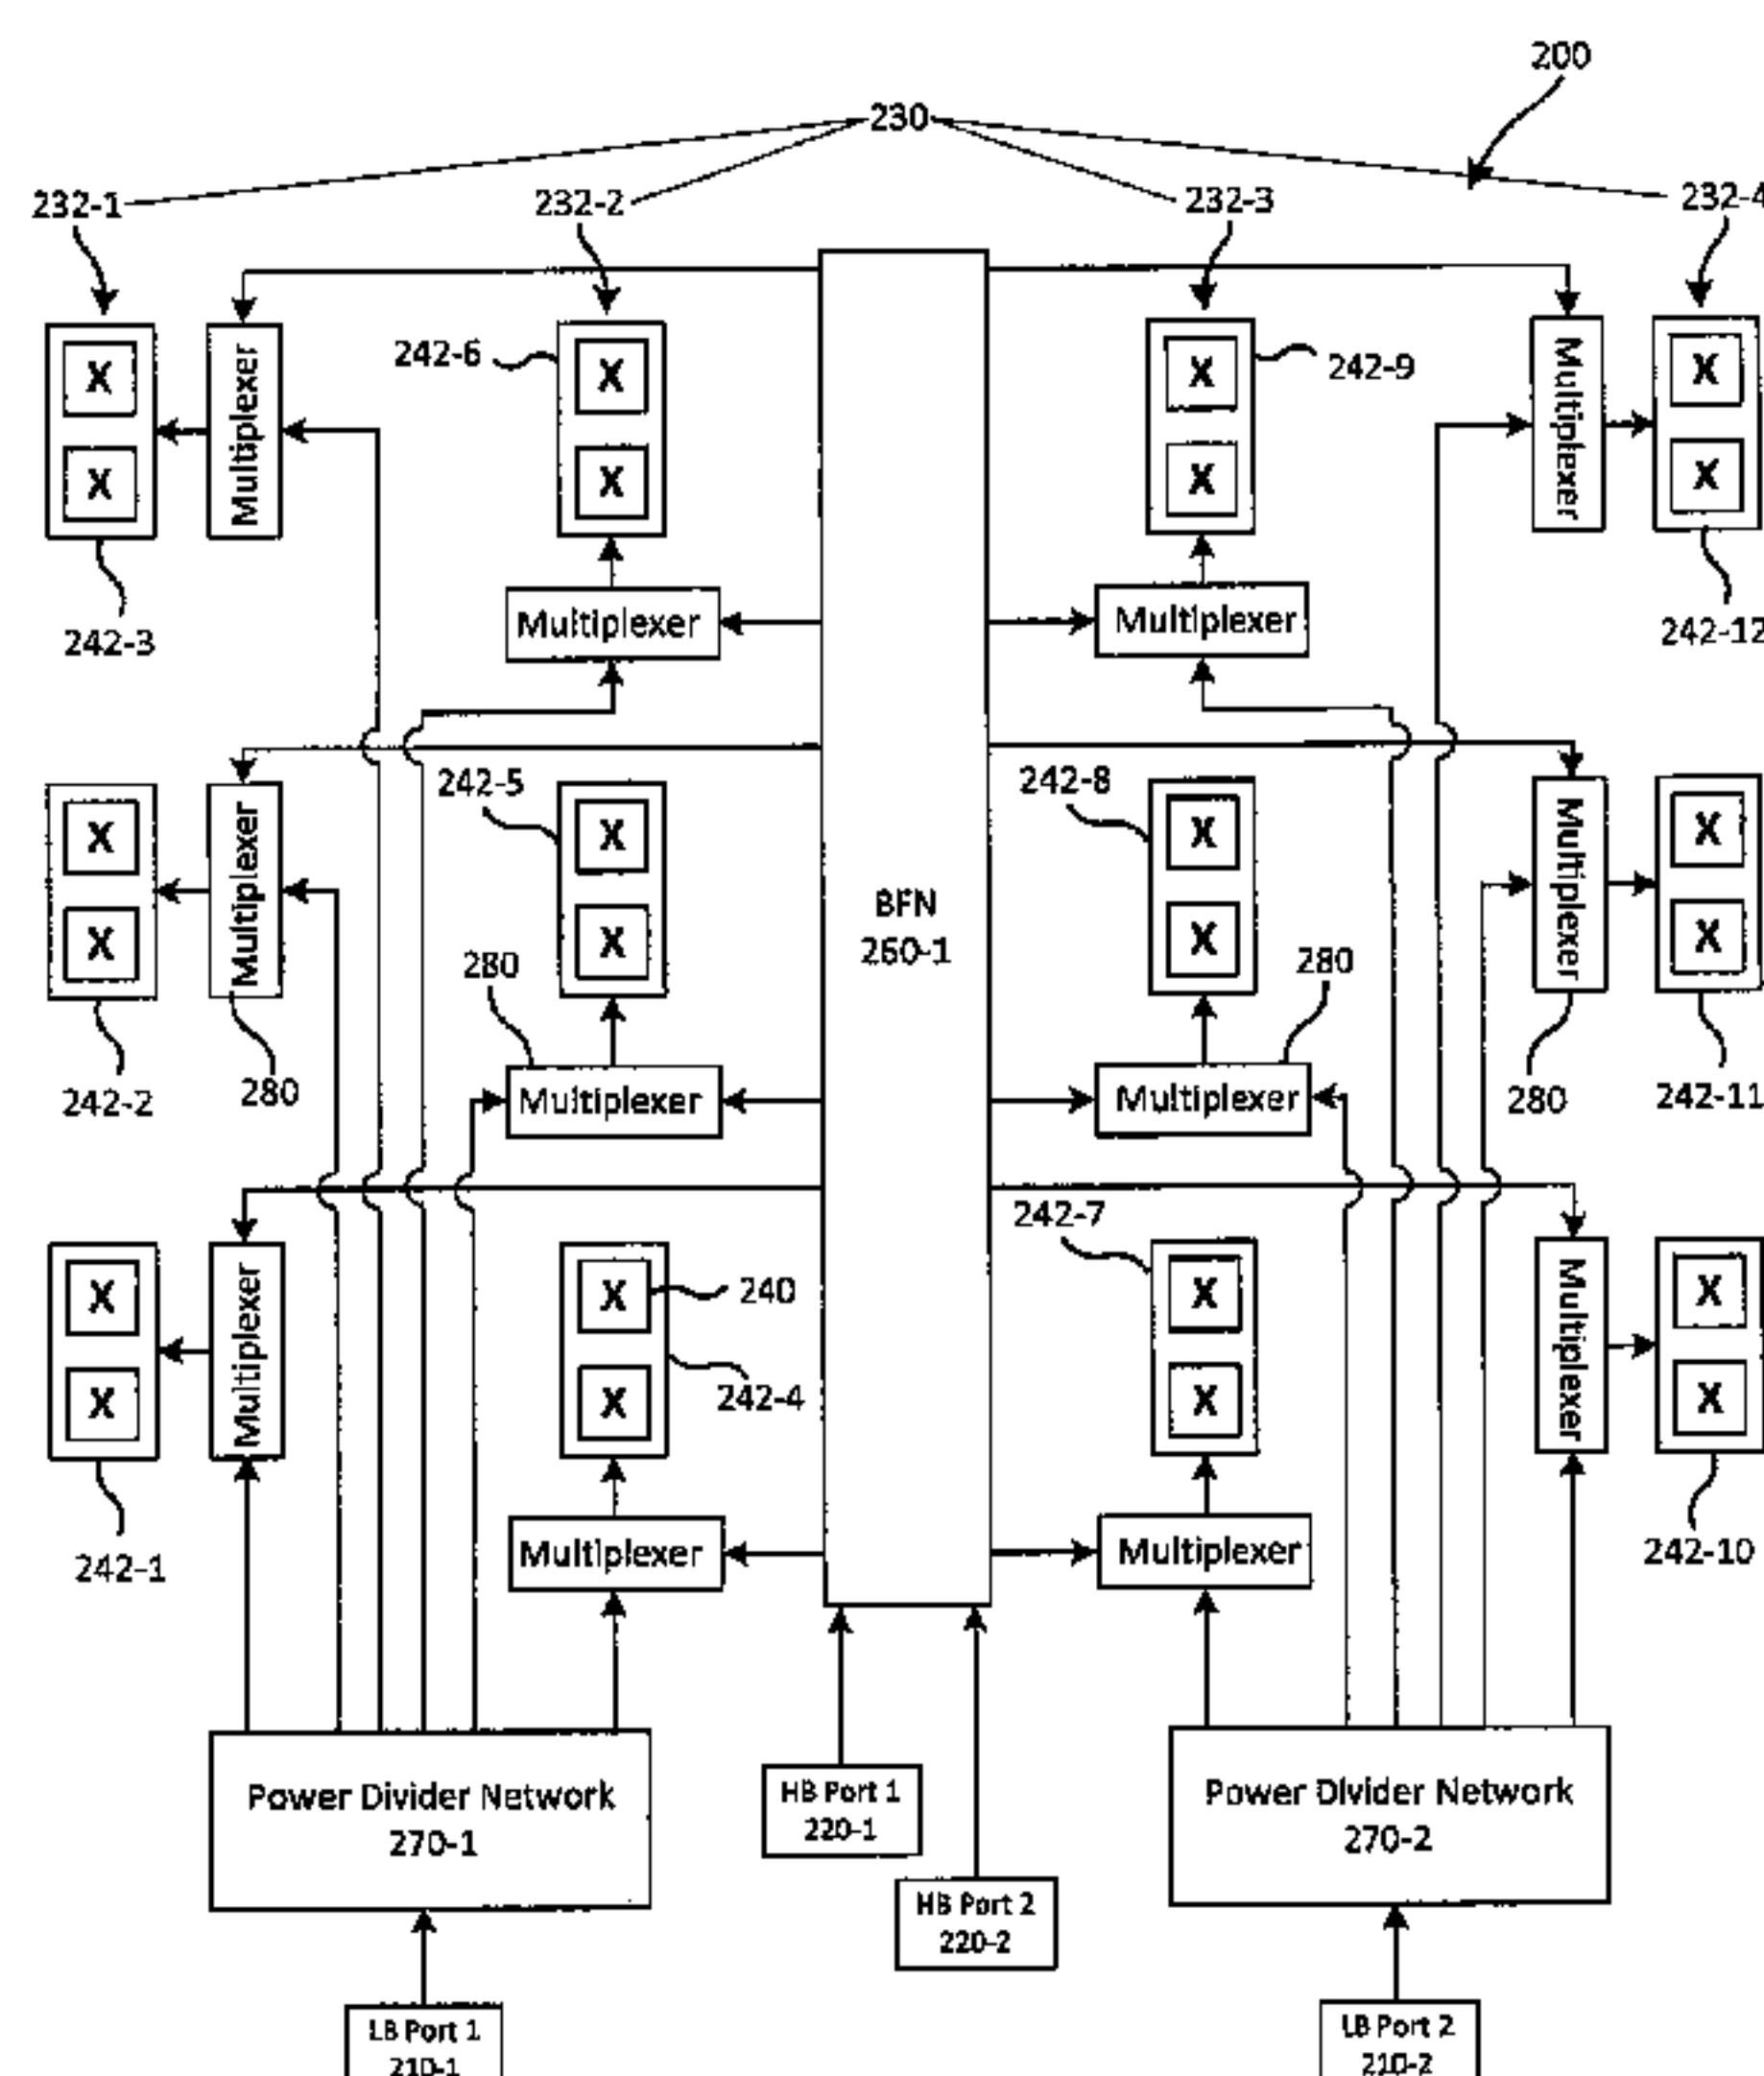 200
230
232-1
232-2
232-3
232-4
242-6
242-9
X
X
X
X
X
X
X
X
Multiplexer
Multiplexer
242-3
Multiplexer
Multiplexer
242-12
242-5
242-8
X
X
X
X
X
X
X
X
Multiplexer
Multiplexer
BFN
260-1
280
280
242-2
280
Multiplexer
Multiplexer
280
242-11
242-7
X
X
240
X
X
X
X
X
X
Multiplexer
Multiplexer
242-4
242-1
Multiplexer
Multiplexer
242-10
Power Divider Network
270-1
HB Port 1
220-1
HB Port 2
220-2
Power Divider Network
270-2
LB Port 1
210-1
LB Port 2
210-2